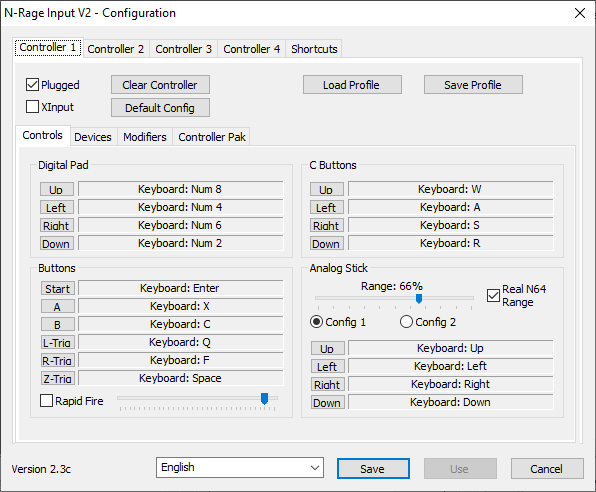 N-Rage Input V2 - Configuration
Controller 1 Controller 2 Controller 3 Controller 4 Shortcuts
Plugged Clear Controller Load Profile Save Profile
XInput Default Config
Controls Devices Modifiers Controller Pak
Digital Pad
Up Keyboard: Num 8
Left Keyboard: Num 4
Right Keyboard: Num 6
Down Keyboard: Num 2
C Buttons
Up Keyboard: W
Left Keyboard: A
Right Keyboard: S
Down Keyboard: R
Buttons
Start Keyboard: Enter
A Keyboard: X
B Keyboard: C
L-Trig Keyboard: Q
R-Trig Keyboard: F
Z-Trig Keyboard: Space
Rapid Fire
Analog Stick
Range: 66%
Real N64
Range
Config 1 Config 2
Up Keyboard: Up
Left Keyboard: Left
Right Keyboard: Right
Down Keyboard: Down
Version 2.3c English Save Use Cancel